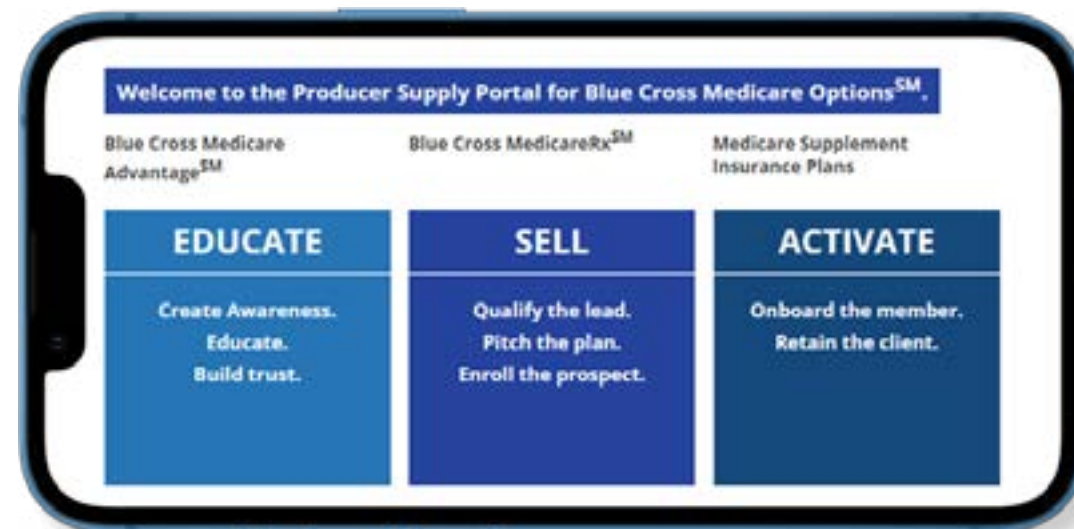 Welcome to the Producer Supply Portal for Blue Cross Medicare Options℠.
Blue Cross Medicare
Advantage℠
Blue Cross MedicareRx℠
Medicare Supplement
Insurance Plans
EDUCATE
Create Awareness.
Educate.
Build trust.
SELL
Qualify the lead.
Pitch the plan.
Enroll the prospect.
ACTIVATE
Onboard the member.
Retain the client.